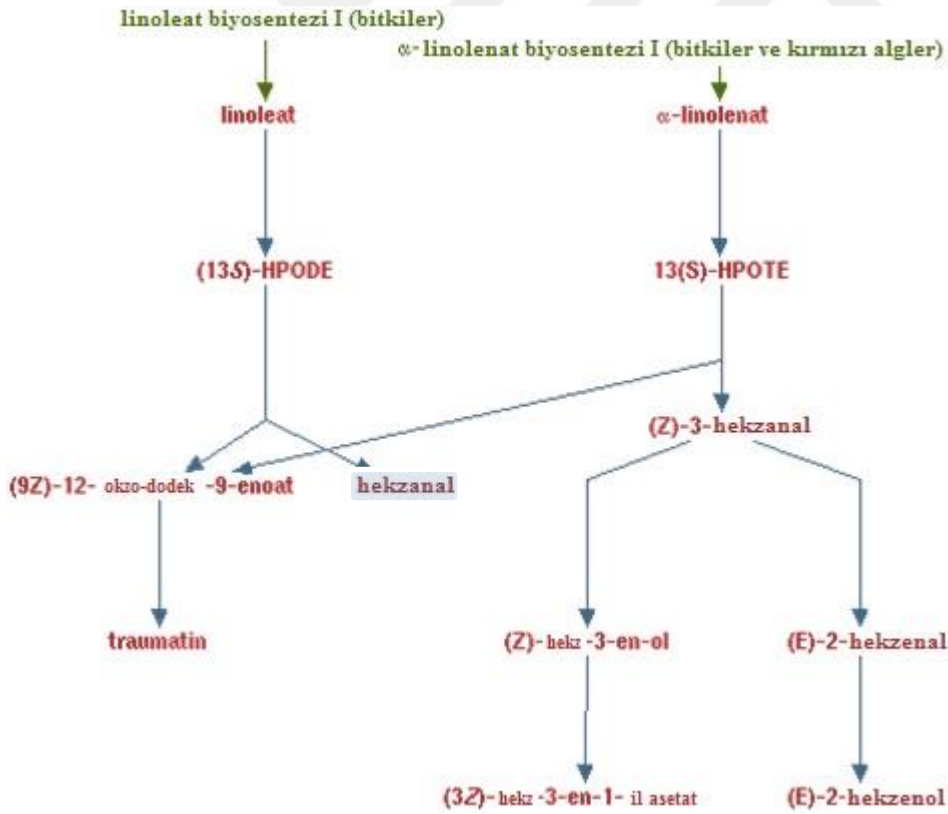 linoleat biyosentezi I (bitkiler)
α-linolenat biyosentezi I (bitkiler ve kırmızı algler)
linoleat
α-linolenat
(13S)-HPODE
13(S)-HPOTE
(Z)-3-hekzanal
(9Z)-12- okzo-dodek -9-enoat
hekzanal
traumatin
(Z)- hekz -3-en-ol
(E)-2-hekzenal
(3Z)- hekz -3-en-1- il asetat
(E)-2-hekzenol